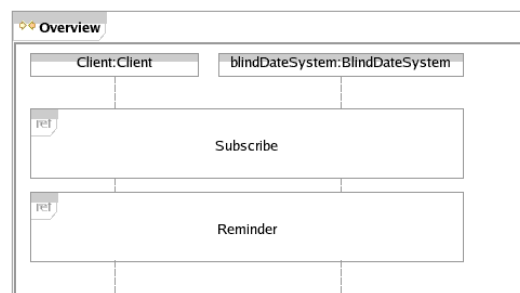 Overview
Client:Client blindDateSystem:BlindDateSystem
ref
Subscribe
ref
Reminder